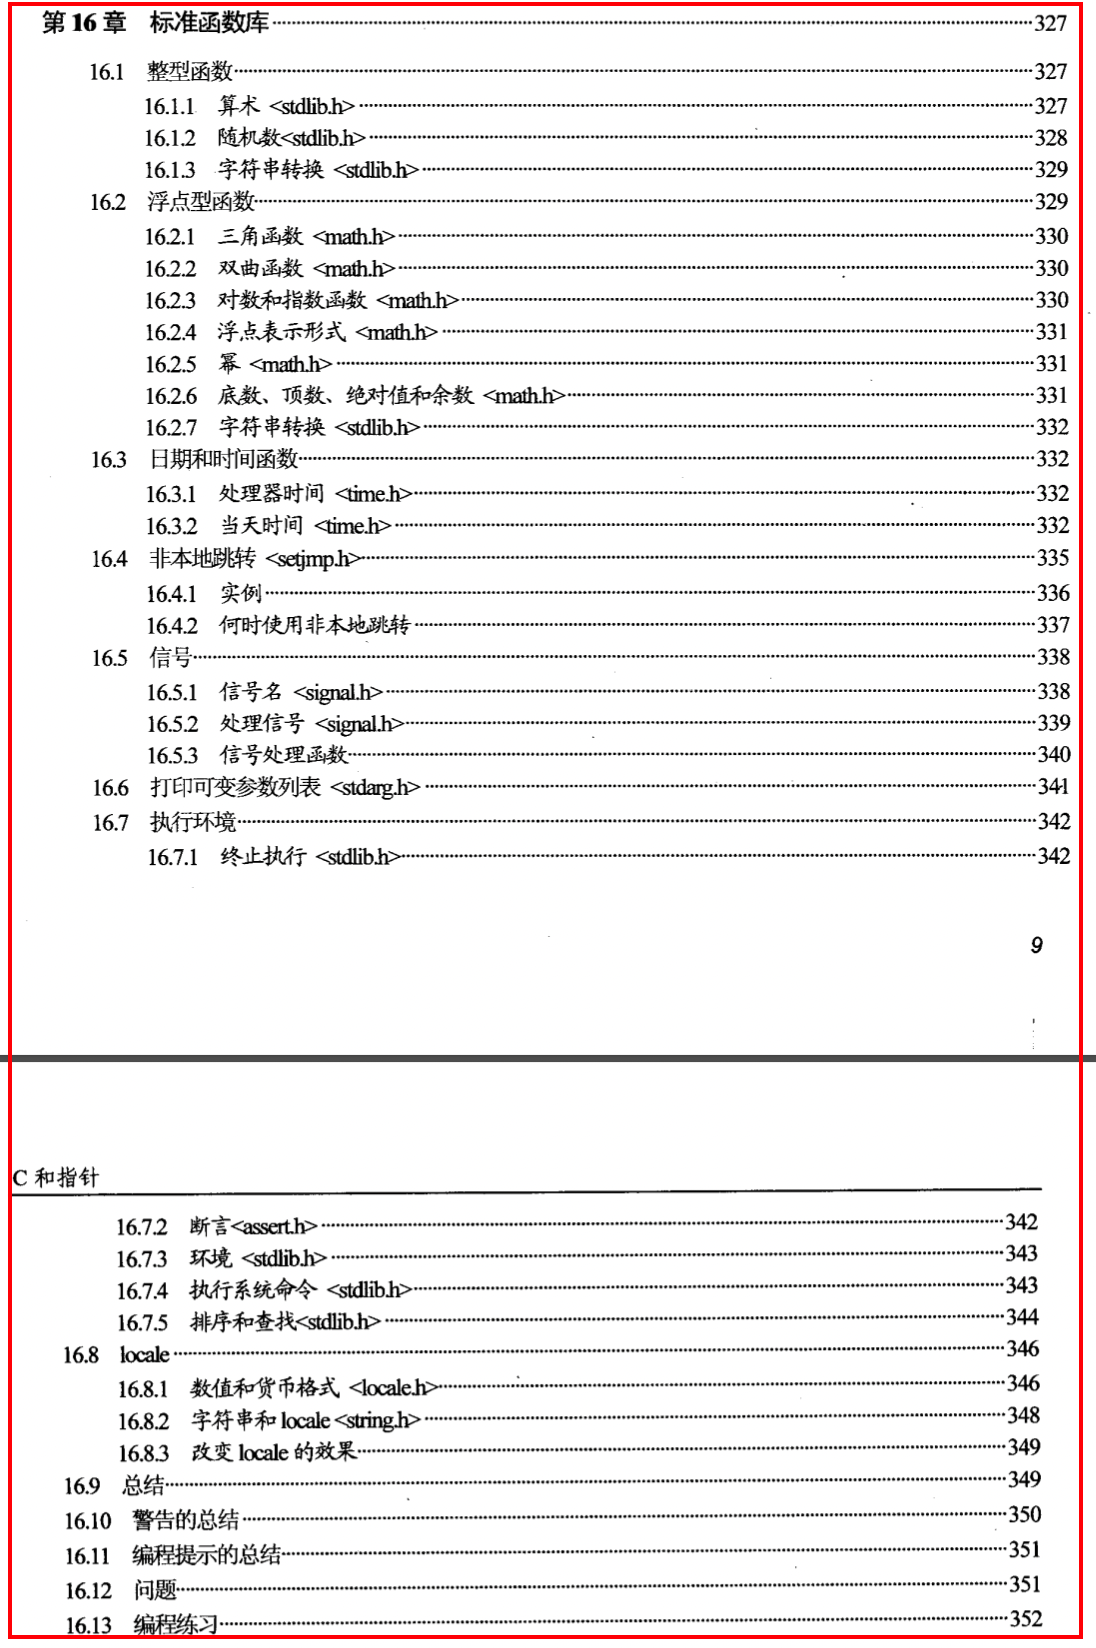 第 16 章 标准函数库 327
16.1 整型函数 327
16.1.1 算术 <stdlib.h> 327
16.1.2 随机数<stdlib.h> 328
16.1.3 字符串转换 <stdlib.h> 329
16.2 浮点型函数 329
16.2.1 三角函数 <math.h> 330
16.2.2 双曲函数 <math.h> 330
16.2.3 对数和指数函数 <math.h> 330
16.2.4 浮点表示形式 <math.h> 331
16.2.5 幂 <math.h> 331
16.2.6 底数、顶数、绝对值和余数 <math.h> 331
16.2.7 字符串转换 <stdlib.h> 332
16.3 日期和时间函数 332
16.3.1 处理器时间 <time.h> 332
16.3.2 当天时间 <time.h> 332
16.4 非本地跳转 <setjmp.h> 335
16.4.1 实例 336
16.4.2 何时使用非本地跳转 337
16.5 信号 338
16.5.1 信号名 <signal.h> 338
16.5.2 处理信号 <signal.h> 339
16.5.3 信号处理函数 340
16.6 打印可变参数列表 <stdarg.h> 341
16.7 执行环境 342
16.7.1 终止执行 <stdlib.h> 342
9
C 和指针
16.7.2 断言<assert.h> 342
16.7.3 环境 <stdlib.h> 343
16.7.4 执行系统命令 <stdlib.h> 343
16.7.5 排序和查找<stdlib.h> 344
16.8 locale 346
16.8.1 数值和货币格式 <locale.h> 346
16.8.2 字符串和 locale <string.h> 348
16.8.3 改变 locale 的效果 349
16.9 总结 349
16.10 警告的总结 350
16.11 编程提示的总结 351
16.12 问题 351
16.13 编程练习 352